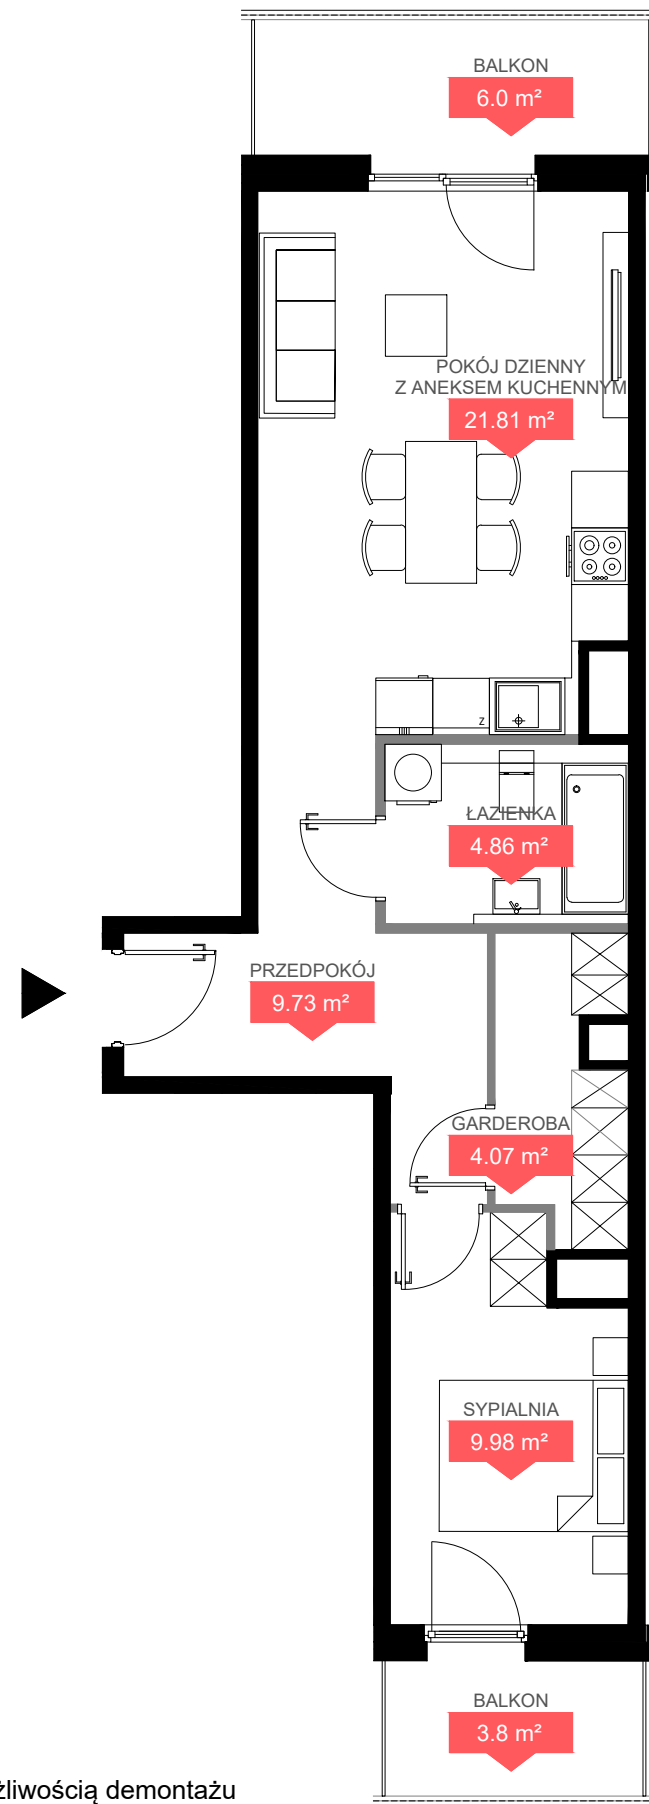 BALKON
6.0 m²
POKÓJ DZIENNY
Z ANEKSEM KUCHENNYM
21.81 m²
Z
ŁAZIENKA
4.86 m²
PRZEDPOKÓJ
9.73 m²
GARDEROBA
4.07 m²
SYPIALNIA
9.98 m²
BALKON
3.8 m²
żliwością demontażu